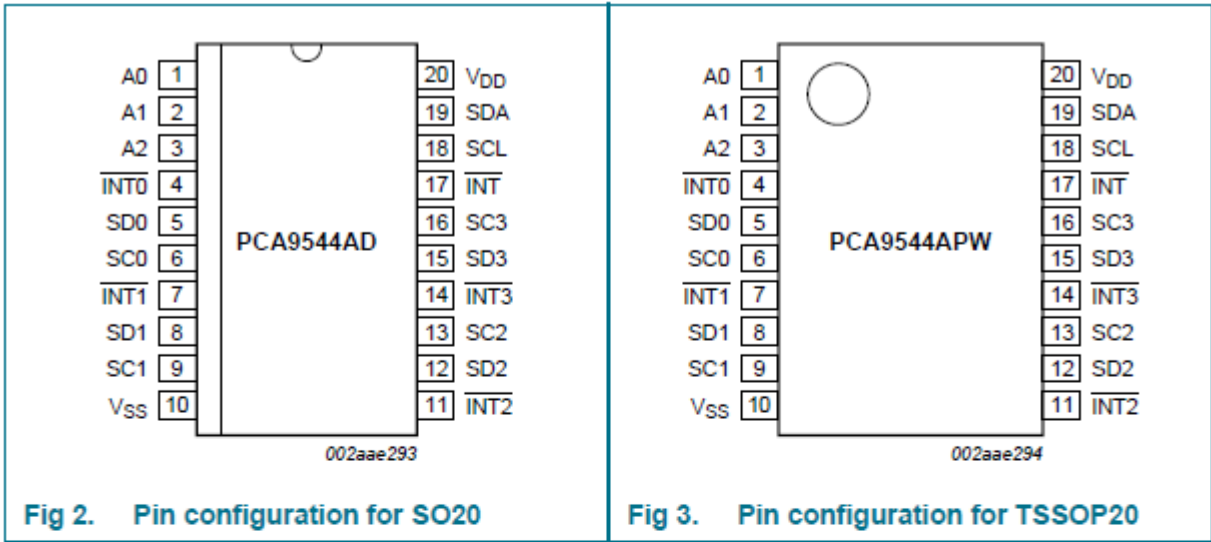 A0 1 20 VDD
A1 2 19 SDA
A2 3 18 SCL
INT0 4 17 INT
SD0 5 16 SC3
PCA9544AD
SC0 6 15 SD3
INT1 7 14 INT3
SD1 8 13 SC2
SC1 9 12 SD2
VSS 10 11 INT2
002aae293
Fig 2. Pin configuration for SO20
A0 1 20 VDD
A1 2 19 SDA
A2 3 18 SCL
INT0 4 17 INT
SD0 5 16 SC3
PCA9544APW
SC0 6 15 SD3
INT1 7 14 INT3
SD1 8 13 SC2
SC1 9 12 SD2
VSS 10 11 INT2
002aae294
Fig 3. Pin configuration for TSSOP20